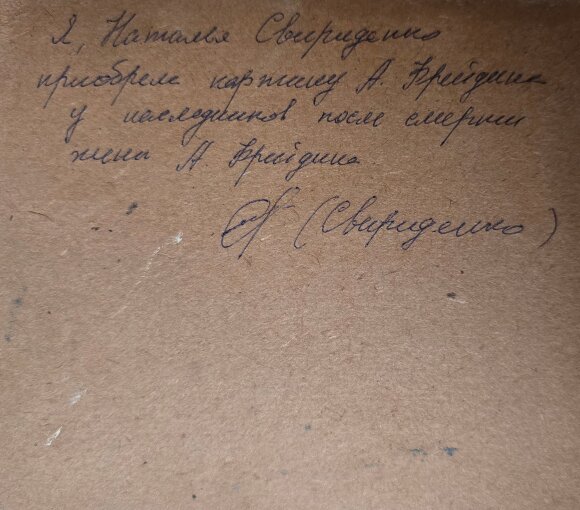 Я, Наталья Свириденко
приобрела картину А. Брейдина
у наследников после смерти
жены А. Брейдина
(Свириденко)